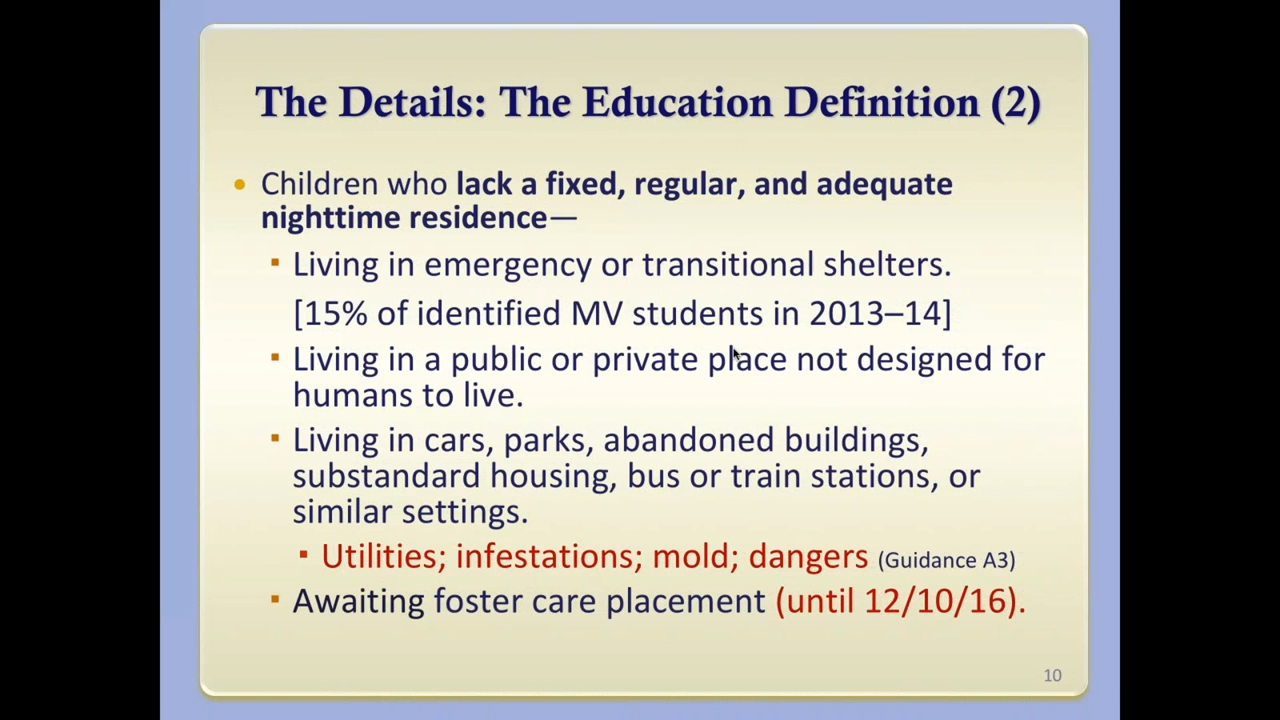 The Details: The Education Definition (2)
• Children who lack a fixed, regular, and adequate
nighttime residence—
▪ Living in emergency or transitional shelters.
[15% of identified MV students in 2013–14]
▪ Living in a public or private place not designed for
humans to live.
▪ Living in cars, parks, abandoned buildings,
substandard housing, bus or train stations, or
similar settings.
▪ Utilities; infestations; mold; dangers (Guidance A3)
▪ Awaiting foster care placement (until 12/10/16).
10